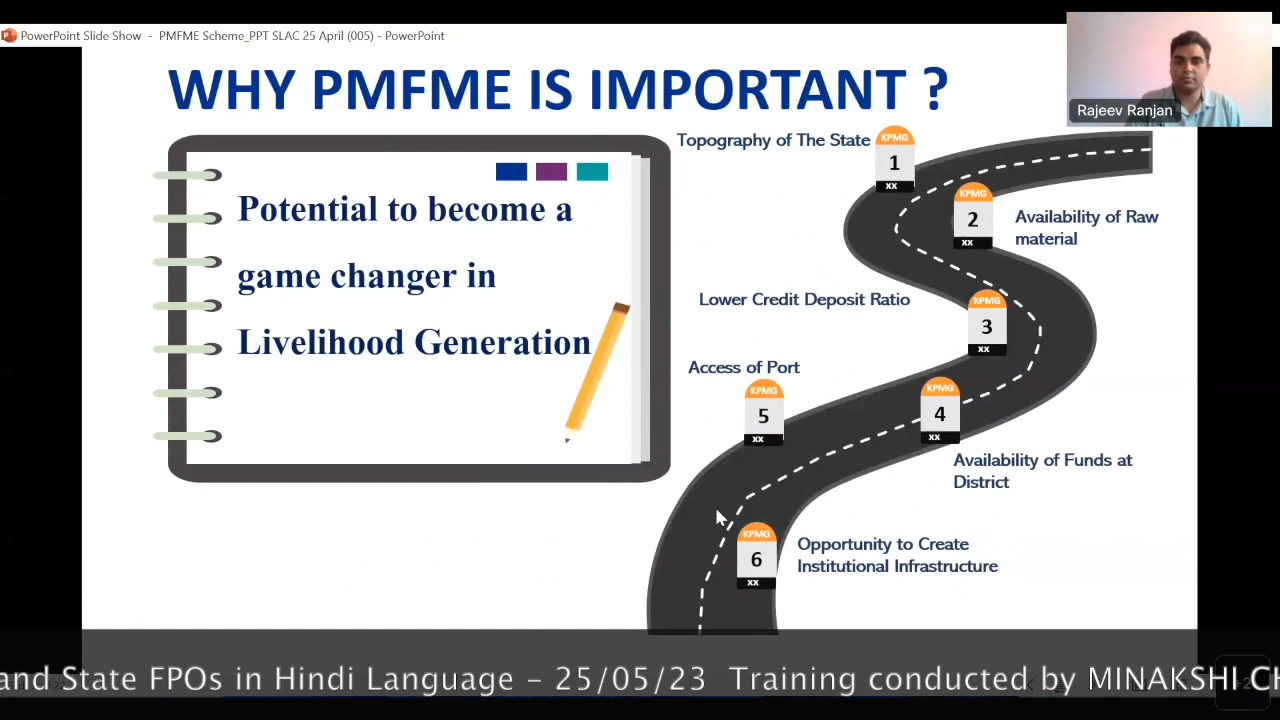 PowerPoint Slide Show - PMFME Scheme_PPT SLAC 25 April (005) - PowerPoint
Rajeev Ranjan
WHY PMFME IS IMPORTANT ?
Potential to become a
game changer in
Livelihood Generation
Topography of The State
KPMG
1
XX
KPMG
2
XX
Availability of Raw
material
Lower Credit Deposit Ratio
KPMG
3
XX
Access of Port
KPMG
5
XX
KPMG
4
XX
Availability of Funds at
District
KPMG
6
XX
Opportunity to Create
Institutional Infrastructure
and State FPOs in Hindi Language - 25/05/23 Training conducted by MINAKSHI